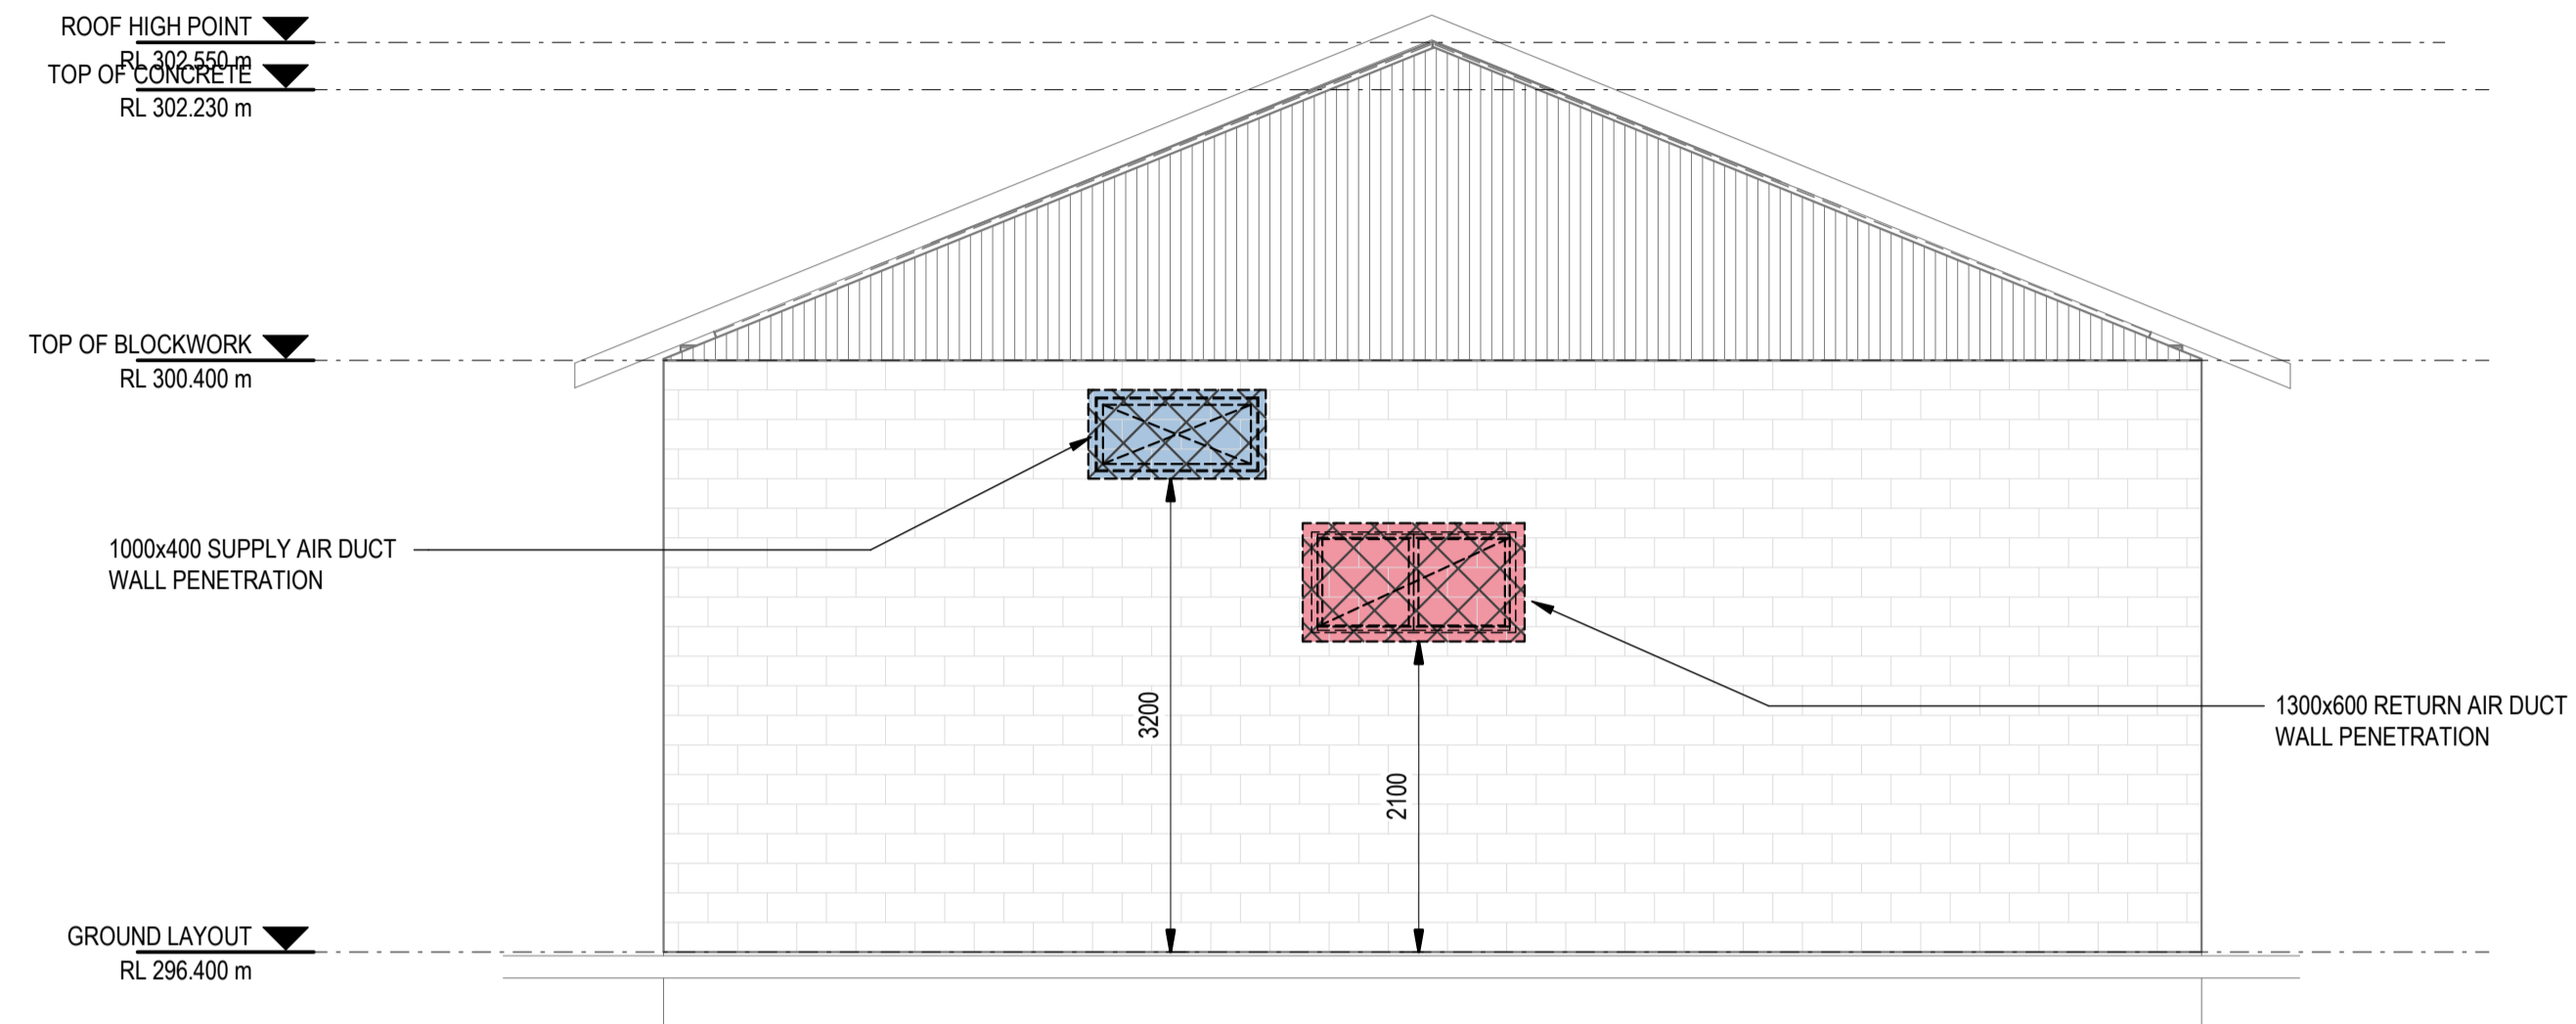 ROOF HIGH POINT
RL 302.550 m
TOP OF CONCRETE
RL 302.230 m
TOP OF BLOCKWORK
RL 300.400 m
1000x400 SUPPLY AIR DUCT
WALL PENETRATION
3200
2100
1300x600 RETURN AIR DUCT
WALL PENETRATION
GROUND LAYOUT
RL 296.400 m